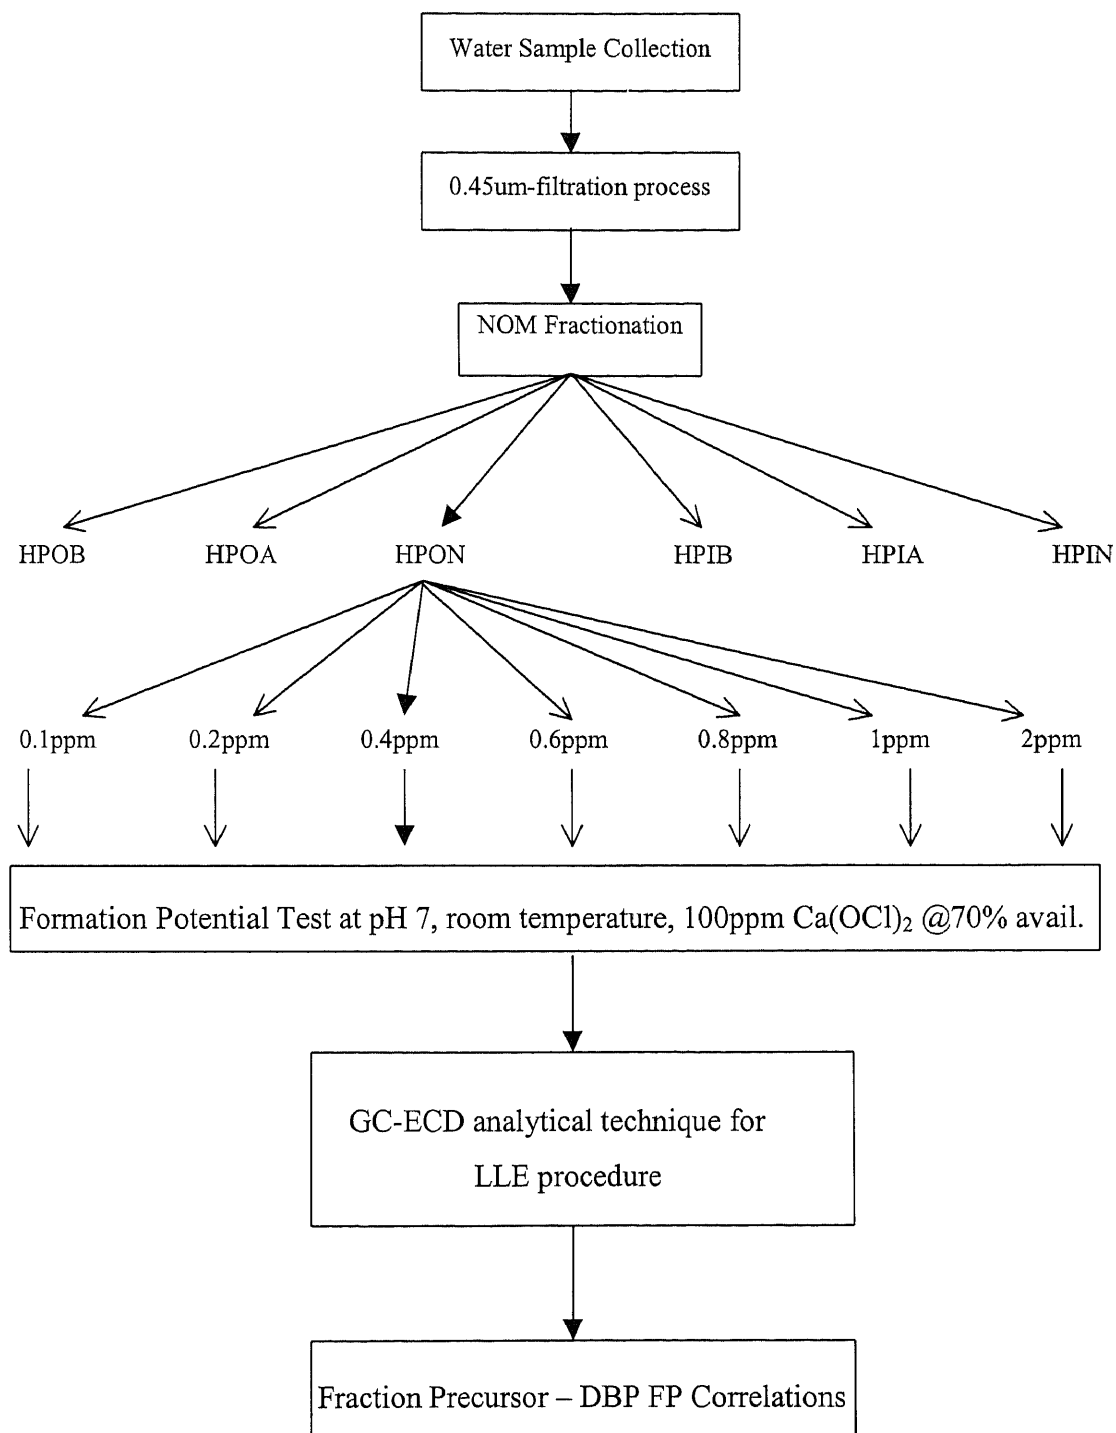 Water Sample Collection
0.45um-filtration process
NOM Fractionation
HPOB HPOA HPON HPIB HPIA HPIN
0.1ppm 0.2ppm 0.4ppm 0.6ppm 0.8ppm 1ppm 2ppm
Formation Potential Test at pH 7, room temperature, 100ppm Ca(OCl)₂ @70% avail.
GC-ECD analytical technique for
LLE procedure
Fraction Precursor – DBP FP Correlations